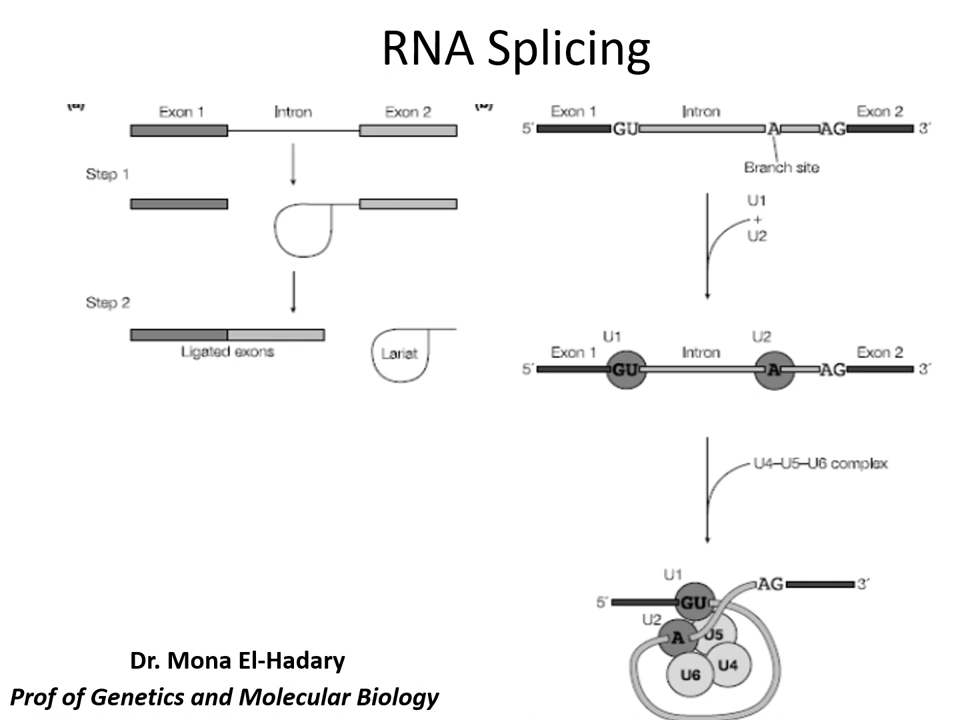 RNA Splicing
(a)
Exon 1 Intron Exon 2
Step 1
Step 2
Ligated exons
Lariat
(b)
Exon 1 Intron Exon 2
5′ GU A AG 3′
Branch site
U1
+
U2
U1 U2
Exon 1 Intron Exon 2
5′ GU A AG 3′
U4–U5–U6 complex
U1 AG 3′
5′ GU
U2 A U5
U6 U4
Dr. Mona El-Hadary
Prof of Genetics and Molecular Biology